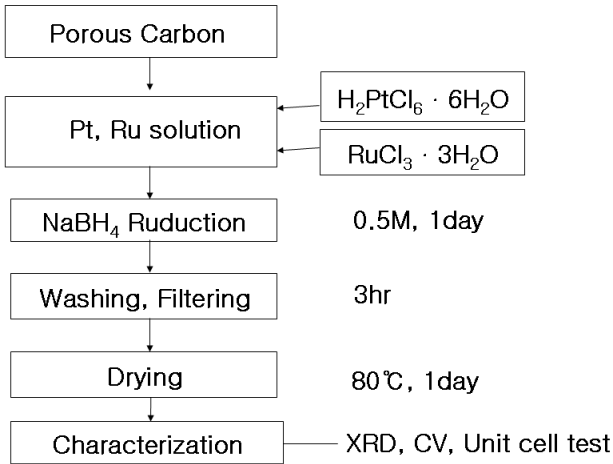 Porous Carbon
H₂PtCl₆ · 6H₂O
Pt, Ru solution
RuCl₃ · 3H₂O
NaBH₄ Ruduction 0.5M, 1day
Washing, Filtering 3hr
Drying 80℃, 1day
Characterization XRD, CV, Unit cell test